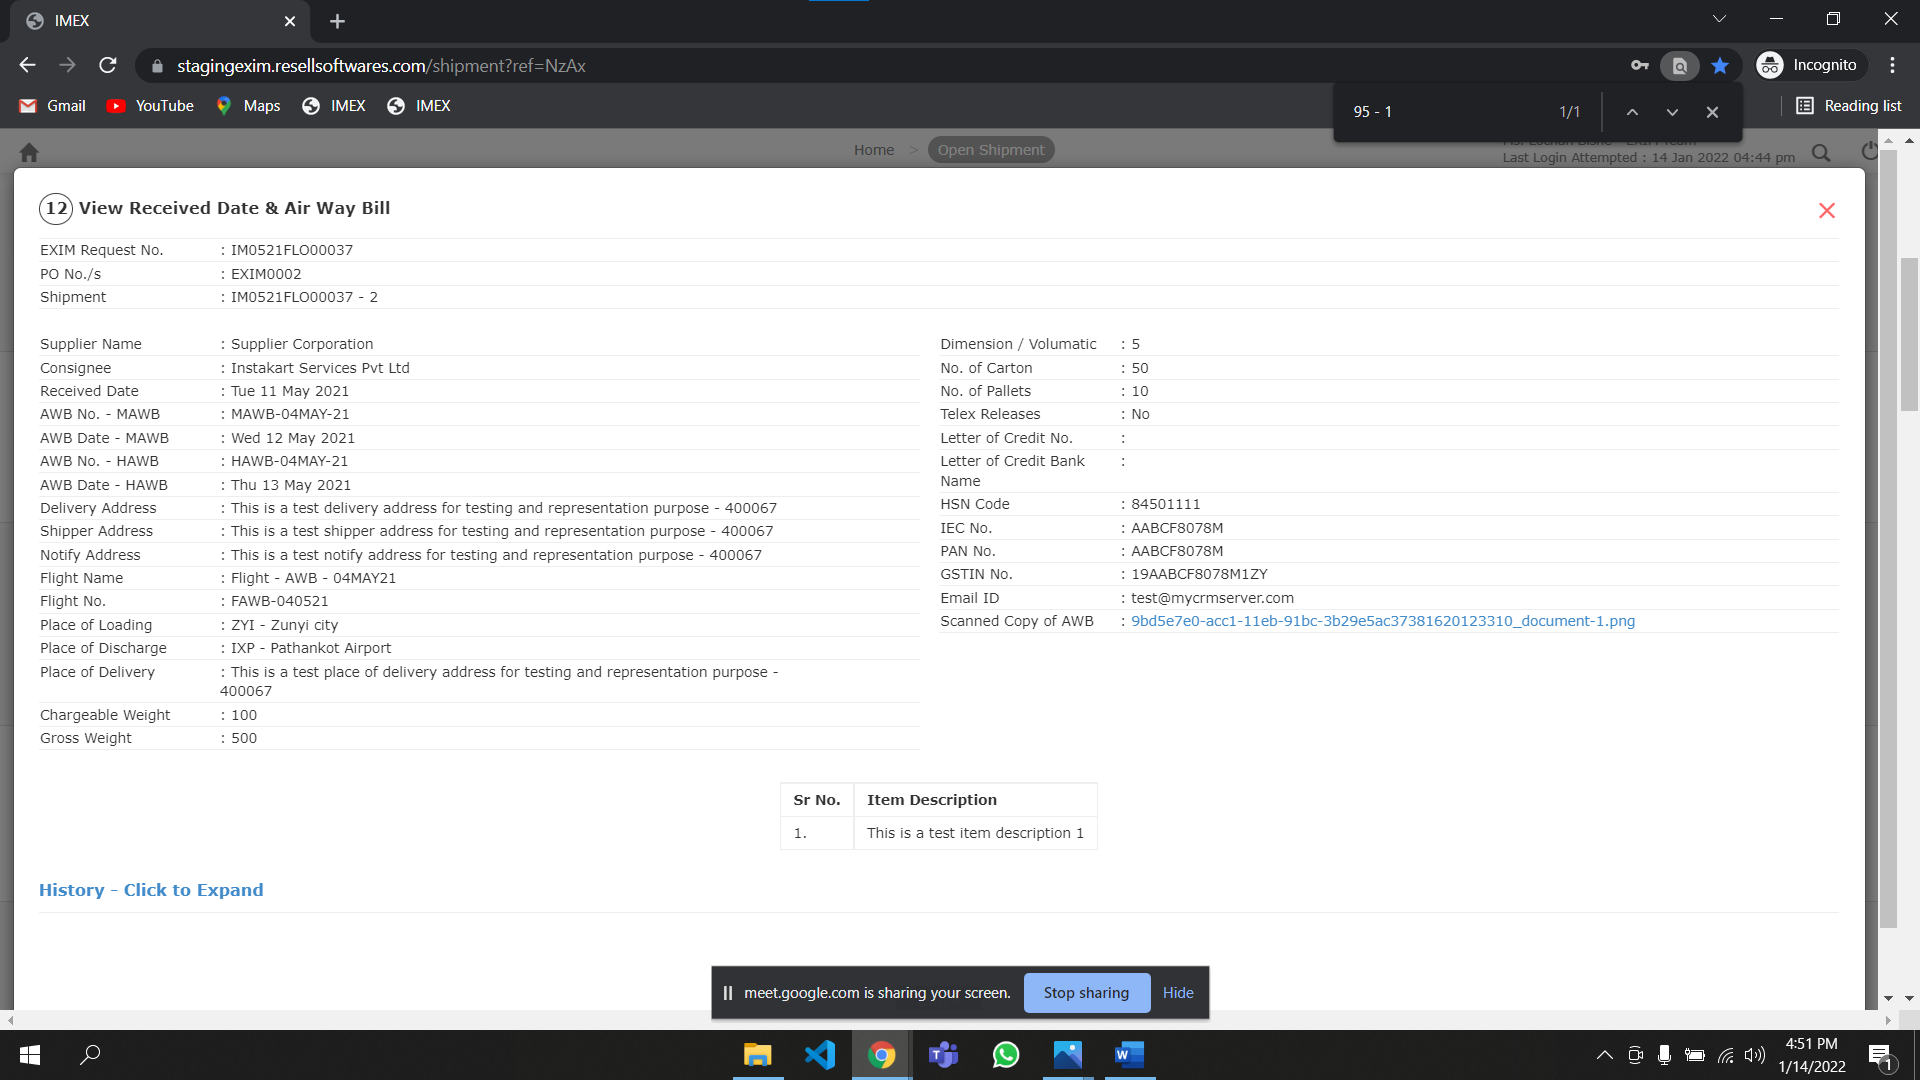 IMEX
stagingexim.resellsoftwares.com/shipment?ref=NzAx
Incognito
Gmail YouTube Maps IMEX IMEX
95 - 1 1/1
Reading list
Home > Open Shipment
Last Login Attempted : 14 Jan 2022 04:44 pm
12 View Received Date & Air Way Bill
EXIM Request No. : IM0521FLO00037
PO No./s : EXIM0002
Shipment : IM0521FLO00037 - 2
Supplier Name : Supplier Corporation
Consignee : Instakart Services Pvt Ltd
Received Date : Tue 11 May 2021
AWB No. - MAWB : MAWB-04MAY-21
AWB Date - MAWB : Wed 12 May 2021
AWB No. - HAWB : HAWB-04MAY-21
AWB Date - HAWB : Thu 13 May 2021
Delivery Address : This is a test delivery address for testing and representation purpose - 400067
Shipper Address : This is a test shipper address for testing and representation purpose - 400067
Notify Address : This is a test notify address for testing and representation purpose - 400067
Flight Name : Flight - AWB - 04MAY21
Flight No. : FAWB-040521
Place of Loading : ZYI - Zunyi city
Place of Discharge : IXP - Pathankot Airport
Place of Delivery : This is a test place of delivery address for testing and representation purpose -
400067
Chargeable Weight : 100
Gross Weight : 500
Dimension / Volumatic : 5
No. of Carton : 50
No. of Pallets : 10
Telex Releases : No
Letter of Credit No. :
Letter of Credit Bank :
Name
HSN Code : 84501111
IEC No. : AABCF8078M
PAN No. : AABCF8078M
GSTIN No. : 19AABCF8078M1ZY
Email ID : test@mycrmserver.com
Scanned Copy of AWB : 9bd5e7e0-acc1-11eb-91bc-3b29e5ac37381620123310_document-1.png
Sr No. Item Description
1. This is a test item description 1
History - Click to Expand
meet.google.com is sharing your screen. Stop sharing Hide
4:51 PM
1/14/2022
1